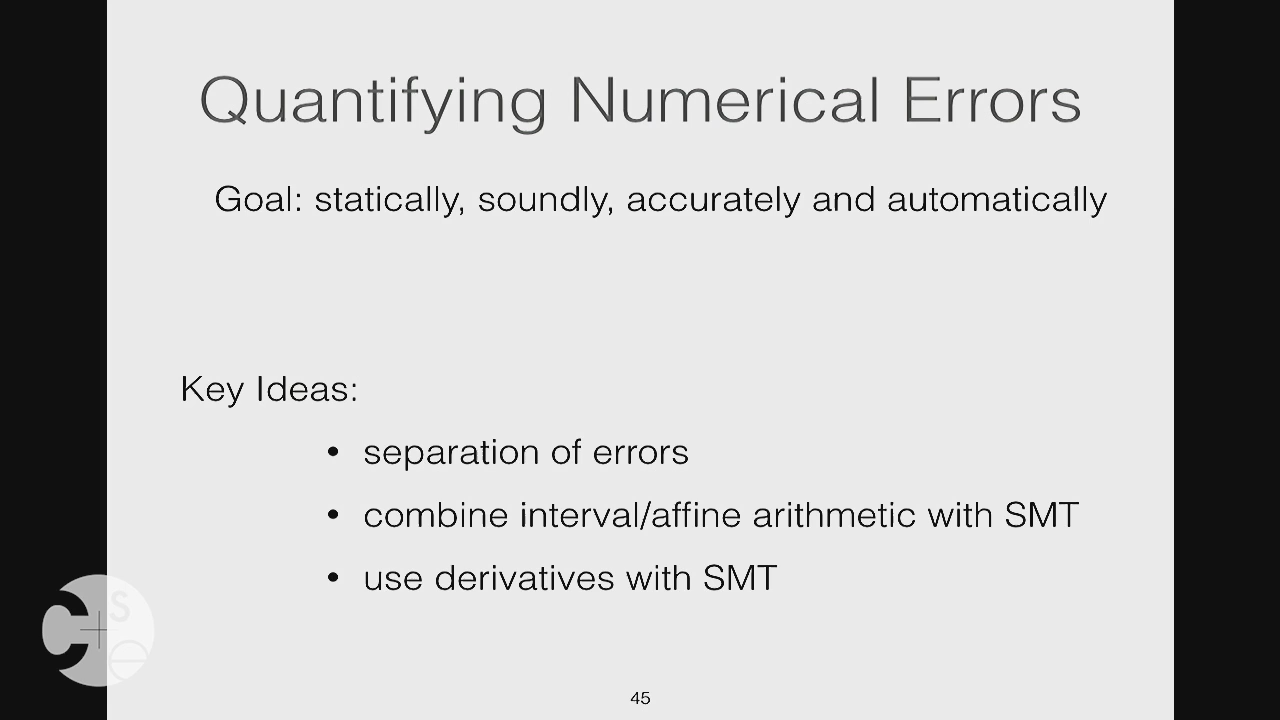 Quantifying Numerical Errors
Goal: statically, soundly, accurately and automatically
Key Ideas:
• separation of errors
• combine interval/affine arithmetic with SMT
• use derivatives with SMT
C+se
45